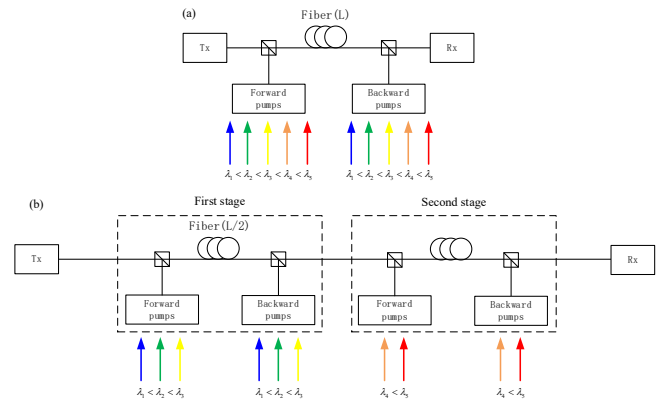 (a)
Fiber(L)
Tx
Rx
Forward
pumps
Backward
pumps
λ₁ < λ₂ < λ₃ < λ₄ < λ₅
λ₁ < λ₂ < λ₃ < λ₄ < λ₅
(b)
First stage
Second stage
Fiber(L/2)
Tx
Rx
Forward
pumps
Backward
pumps
Forward
pumps
Backward
pumps
λ₁ < λ₂ < λ₃
λ₁ < λ₂ < λ₃
λ₄ < λ₅
λ₄ < λ₅